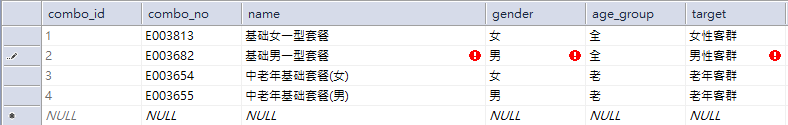 combo_id combo_no name gender age_group target
1 E003813 基础女一型套餐 女 全 女性客群
2 E003682 基础男一型套餐 男 全 男性客群
3 E003654 中老年基础套餐(女) 女 老 老年客群
4 E003655 中老年基础套餐(男) 男 老 老年客群
NULL NULL NULL NULL NULL NULL